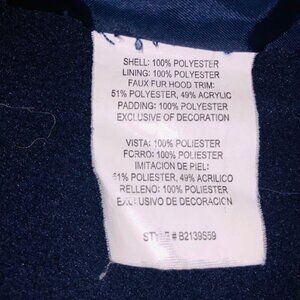 SHELL: 100% POLYESTER
LINING: 100% POLYESTER
FAUX FUR HOOD TRIM:
51% POLYESTER, 49% ACRYLIC
PADDING: 100% POLYESTER
EXCLUSIVE OF DECORATION
VISTA: 100% POLIESTER
FORRO: 100% POLIESTER
IMITACION DE PIEL:
51% POLIESTER, 49% ACRILICO
RELLENO: 100% POLIESTER
EXCLUSIVO DE DECORACION
STYLE # B2139S59